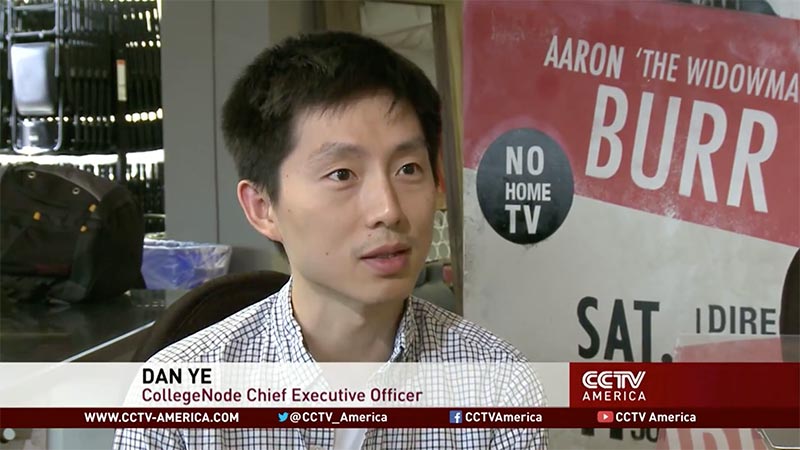 AARON 'THE WIDOWMA
BURR
NO
HOME
TV
SAT.
I DIRE
DAN YE
CollegeNode Chief Executive Officer
CCTV
AMERICA
WWW.CCTV-AMERICA.COM
@CCTV_America
CCTVAmerica
CCTV America